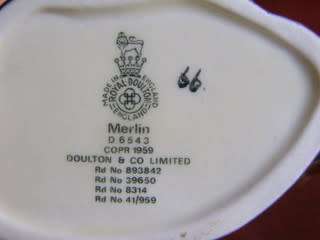 MADE IN ENGLAND
ROYAL DOULTON
ENGLAND
66
Merlin
D 6543
COPR 1959
DOULTON & CO LIMITED
Rd No 893842
Rd No 39650
Rd No 8314
Rd No 41/959